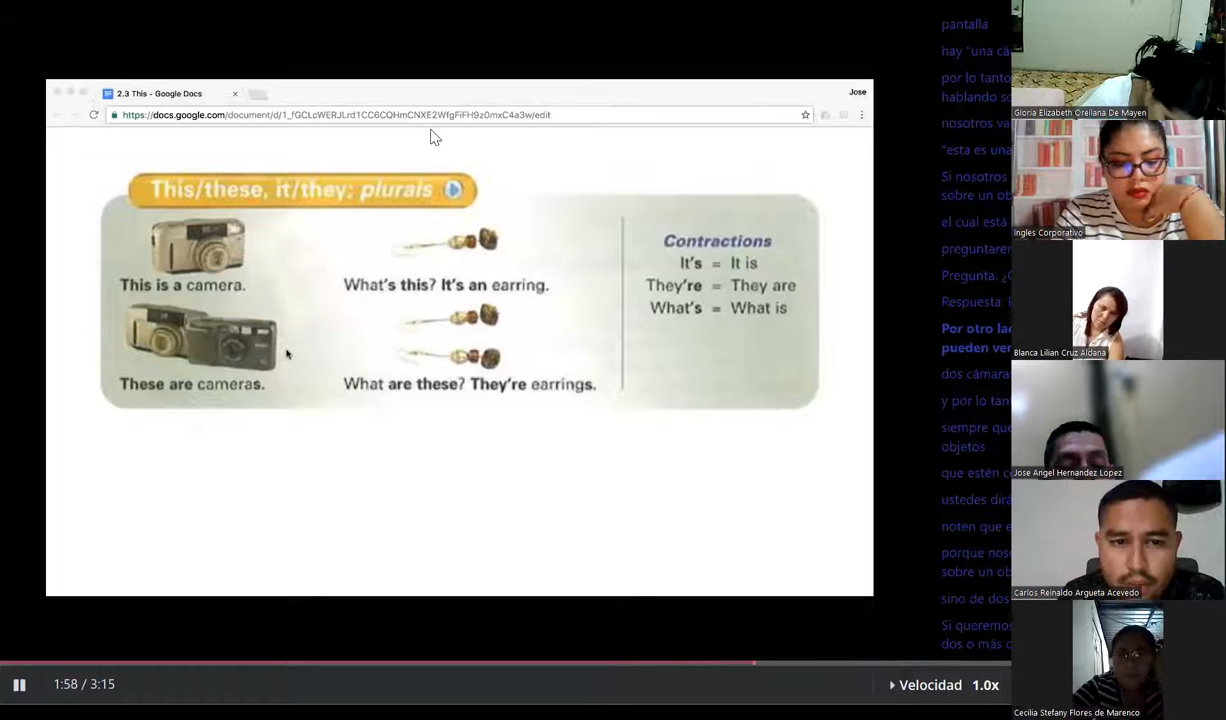 2.3 This - Google Docs
Jose
https://docs.google.com/document/d/1_fGCLcWERJLrd1CC6CQHmCNXE2WfgFiFH9z0mxC4a3w/edit
This/these, it/they; plurals
This is a camera.
What's this? It's an earring.
These are cameras.
What are these? They're earrings.
Contractions
It's = It is
They're = They are
What's = What is
pantalla
hay "una cá
por lo tanto
hablando so
nosotros va
"esta es una
Si nosotros
sobre un ob
el cual está
preguntare
Pregunta. ¿
Respuesta: E
Por otro lad
pueden ver
dos cámara
y por lo tan
siempre que
objetos
que estén c
ustedes dirá
noten que e
porque noso
sobre un ob
sino de dos
Si queremos
dos o más o
Gloria Elizabeth Orellana De Mayen
Ingles Corporativo
Blanca Lilian Cruz Aldana
Jose Angel Hernandez Lopez
Carlos Reinaldo Argueta Acevedo
Cecilia Stefany Flores de Marenco
1:58 / 3:15
Velocidad 1.0x